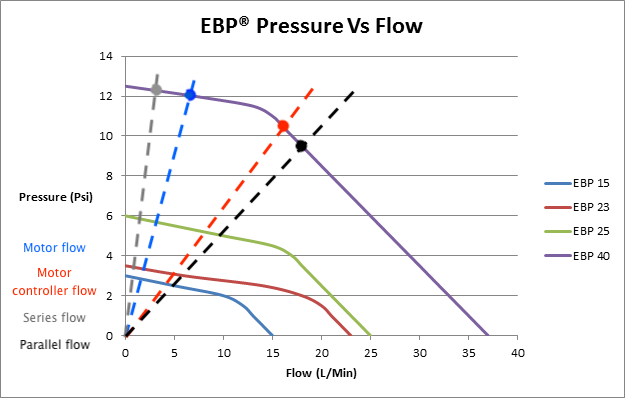 EBP® Pressure Vs Flow
14
12
10
8
6
4
2
0
Pressure (Psi)
Motor flow
Motor
controller flow
Series flow
Parallel flow
0 5 10 15 20 25 30 35 40
Flow (L/Min)
EBP 15
EBP 23
EBP 25
EBP 40